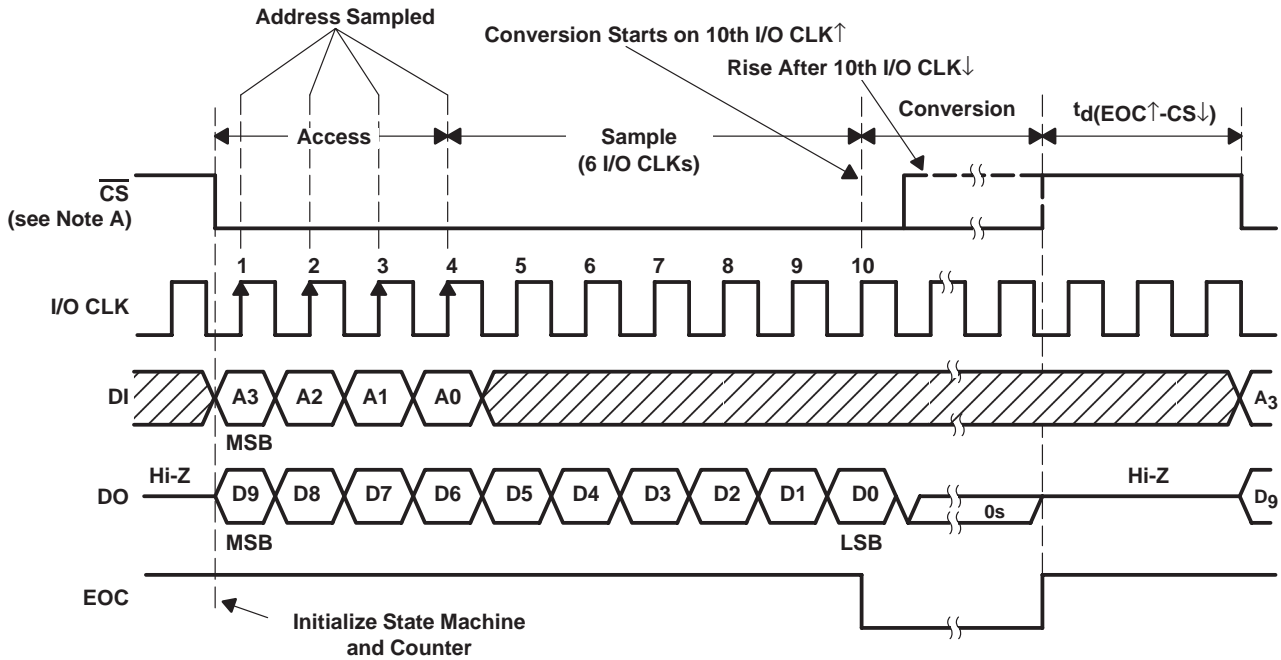 Address Sampled
Conversion Starts on 10th I/O CLK↑
Rise After 10th I/O CLK↓
Access
Sample
(6 I/O CLKs)
Conversion
td(EOC↑-CS↓)
CS
(see Note A)
1 2 3 4 5 6 7 8 9 10
I/O CLK
DI
A3 A2 A1 A0 A3
MSB
Hi-Z
Hi-Z
DO
D9 D8 D7 D6 D5 D4 D3 D2 D1 D0 0s D9
MSB
LSB
EOC
Initialize State Machine
and Counter